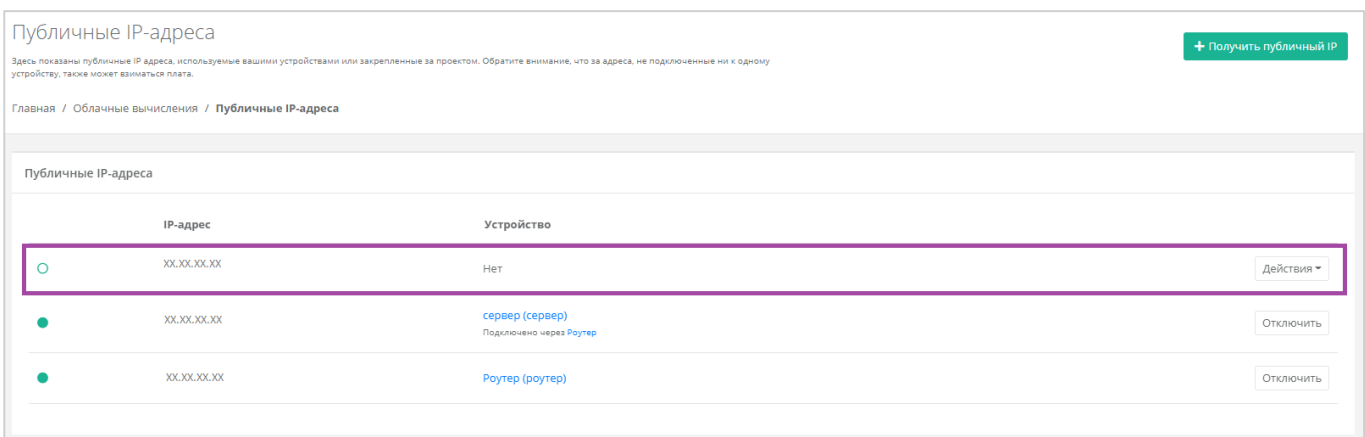 Публичные IP-адреса
+ Получить публичный IP
Здесь показаны публичные IP адреса, используемые вашими устройствами или закрепленные за проектом. Обратите внимание, что за адреса, не подключенные ни к одному
устройству, также может взиматься плата.
Главная / Облачные вычисления / Публичные IP-адреса
Публичные IP-адреса
IP-адрес Устройство
XX.XX.XX.XX Нет Действия
XX.XX.XX.XX сервер (сервер) Отключить
Подключено через Роутер
XX.XX.XX.XX Роутер (роутер) Отключить